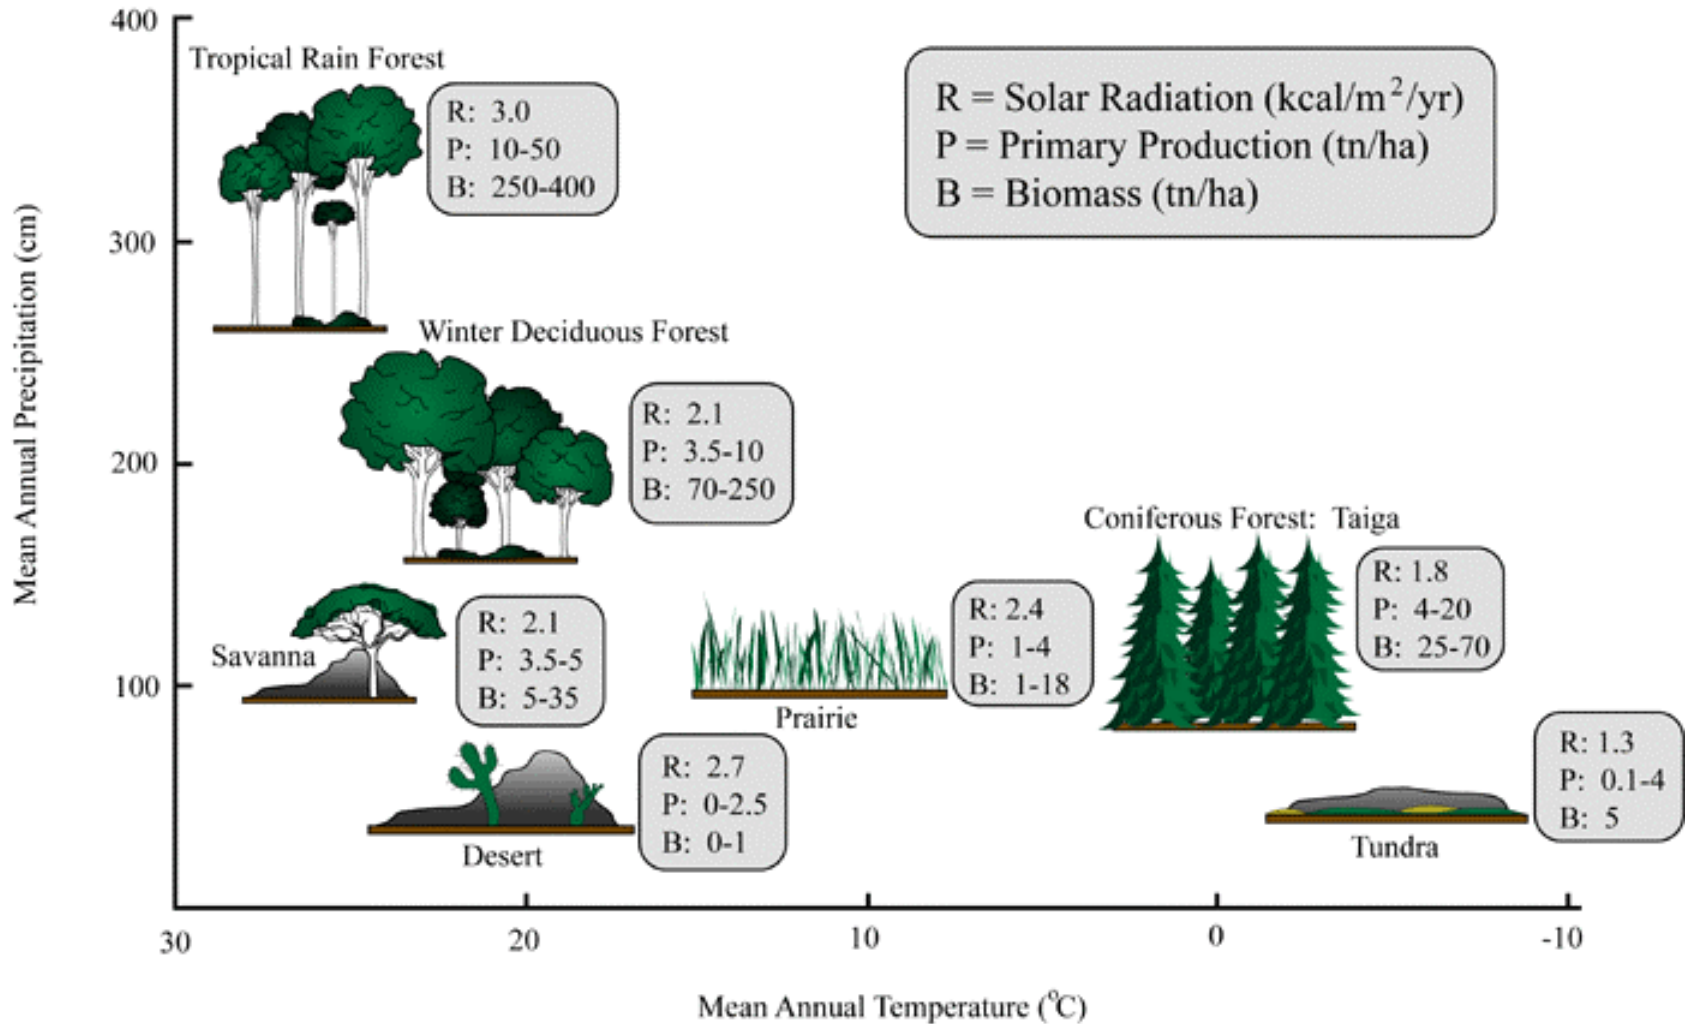 400
300
200
100
Mean Annual Precipitation (cm)
Tropical Rain Forest
R: 3.0
P: 10-50
B: 250-400
R = Solar Radiation (kcal/m²/yr)
P = Primary Production (tn/ha)
B = Biomass (tn/ha)
Winter Deciduous Forest
R: 2.1
P: 3.5-10
B: 70-250
Coniferous Forest: Taiga
R: 1.8
P: 4-20
B: 25-70
Savanna
R: 2.1
P: 3.5-5
B: 5-35
R: 2.4
P: 1-4
B: 1-18
Prairie
R: 2.7
P: 0-2.5
B: 0-1
Desert
R: 1.3
P: 0.1-4
B: 5
Tundra
30
20
10
0
-10
Mean Annual Temperature (°C)